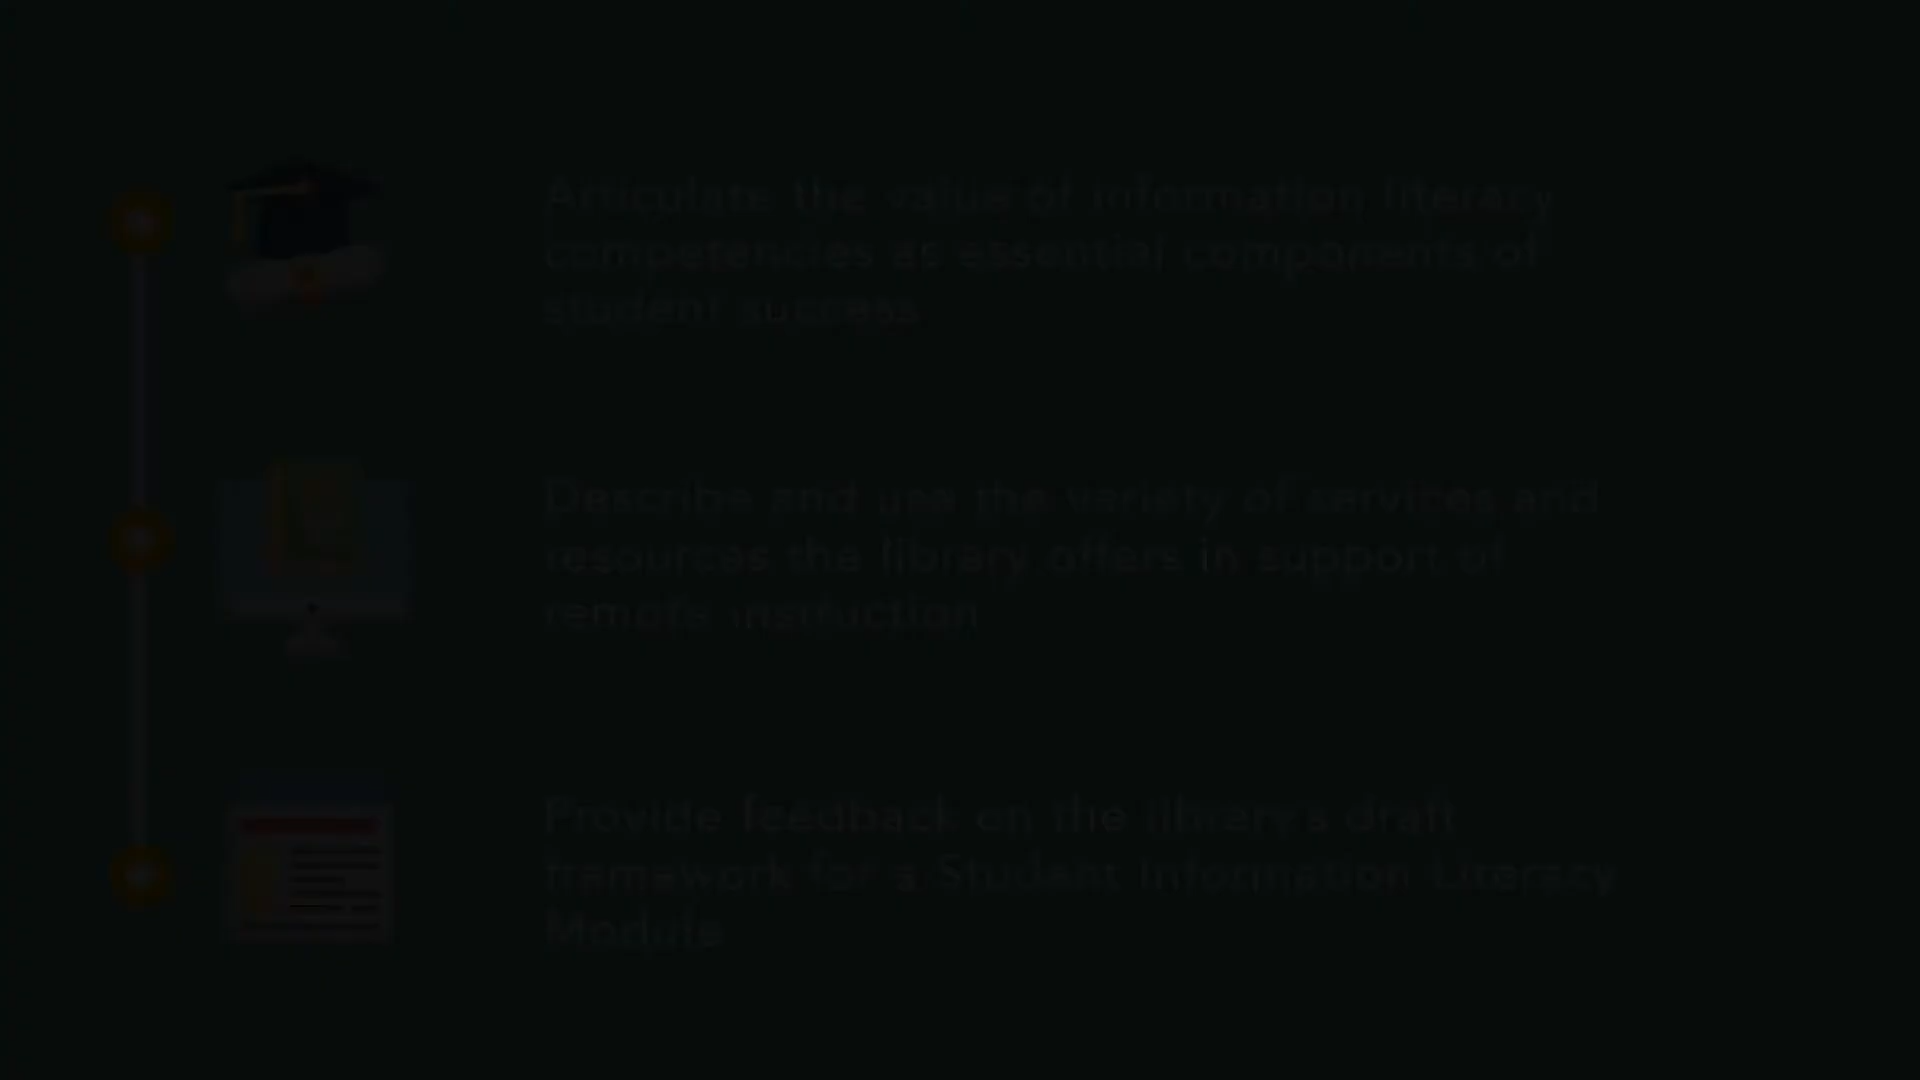 Articulate the value of information literacy
competencies as essential components of
student success
Describe and use the variety of services and
resources the library offers in support of
remote instruction
Provide feedback on the library's draft
framework for a Student Information Literacy
Module